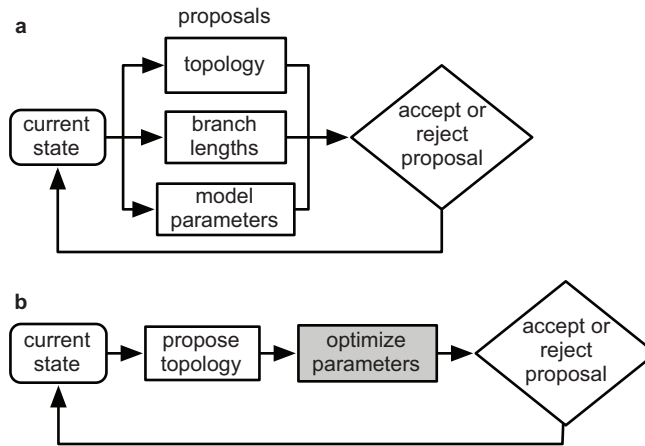 a
proposals
topology
current
state
branch
lengths
model
parameters
accept or
reject
proposal
b
current
state
propose
topology
optimize
parameters
accept or
reject
proposal